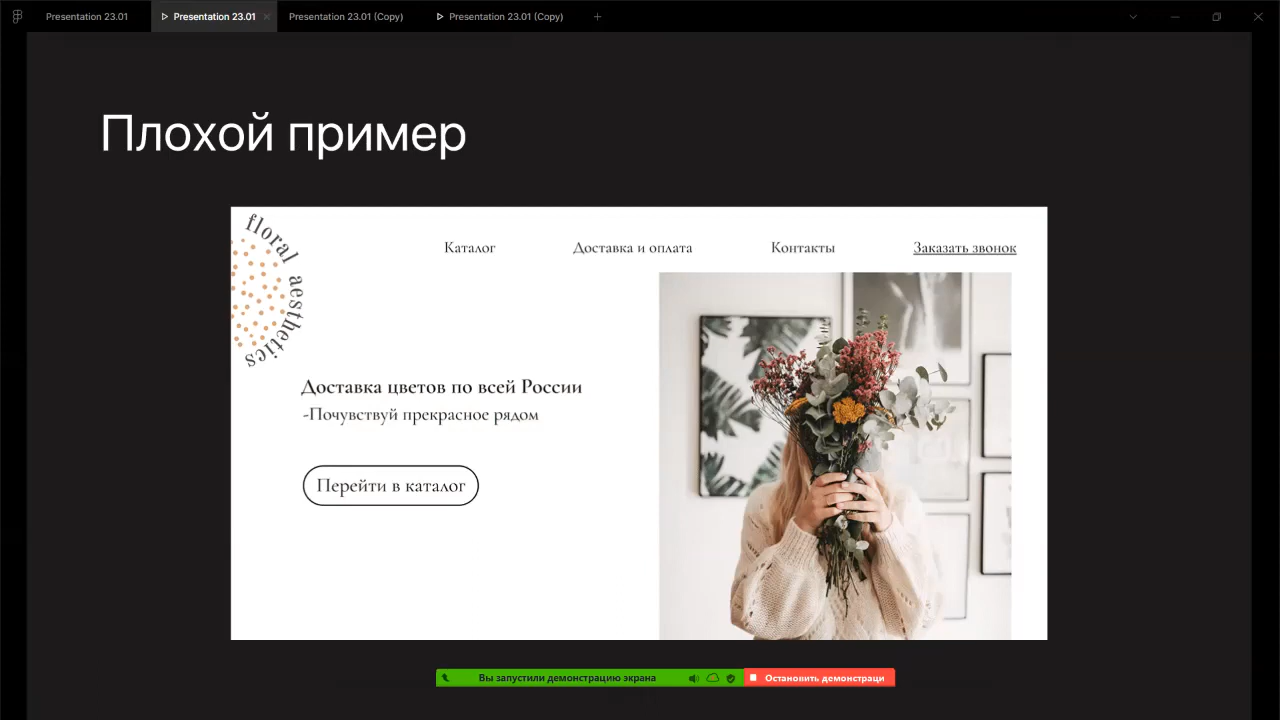 Presentation 23.01
Presentation 23.01
Presentation 23.01 (Copy)
Presentation 23.01 (Copy)
Плохой пример
floral aesthetics
Каталог
Доставка и оплата
Контакты
Заказать звонок
Доставка цветов по всей России
-Почувствуй прекрасное рядом
Перейти в каталог
Вы запустили демонстрацию экрана
Остановить демонстраци